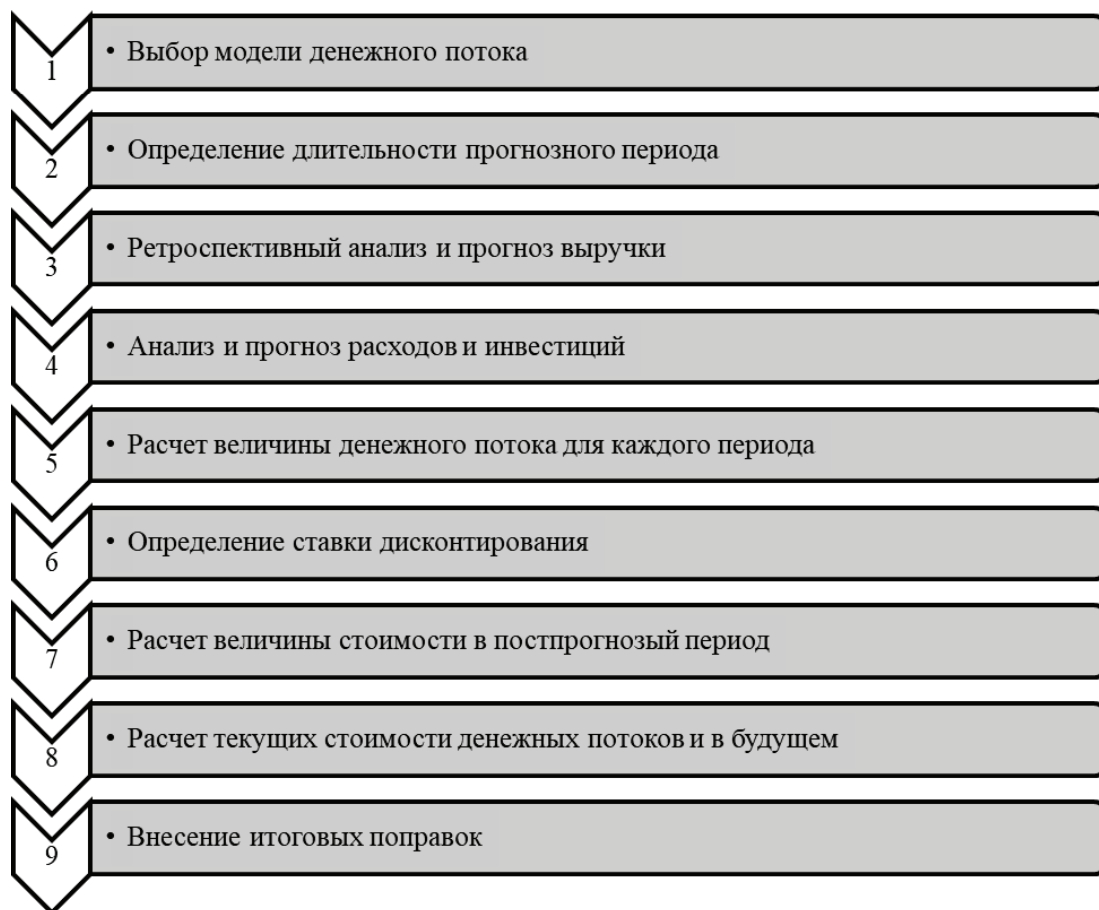 1
• Выбор модели денежного потока
2
• Определение длительности прогнозного периода
3
• Ретроспективный анализ и прогноз выручки
4
• Анализ и прогноз расходов и инвестиций
5
• Расчет величины денежного потока для каждого периода
6
• Определение ставки дисконтирования
7
• Расчет величины стоимости в постпрогнозый период
8
• Расчет текущих стоимости денежных потоков и в будущем
9
• Внесение итоговых поправок